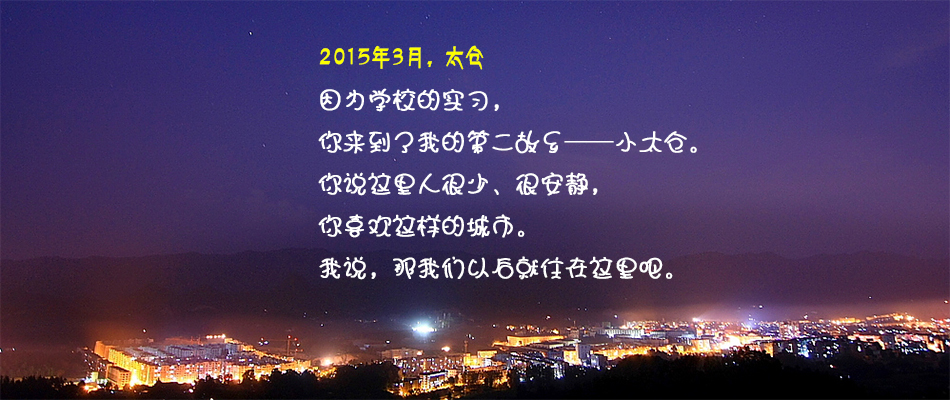 2015年3月，太仓
因为学校的实习，
你来到了我的第二故乡——小太仓。
你说这里人很少、很安静，
你喜欢这样的城市。
我说，那我们以后就住在这里吧。